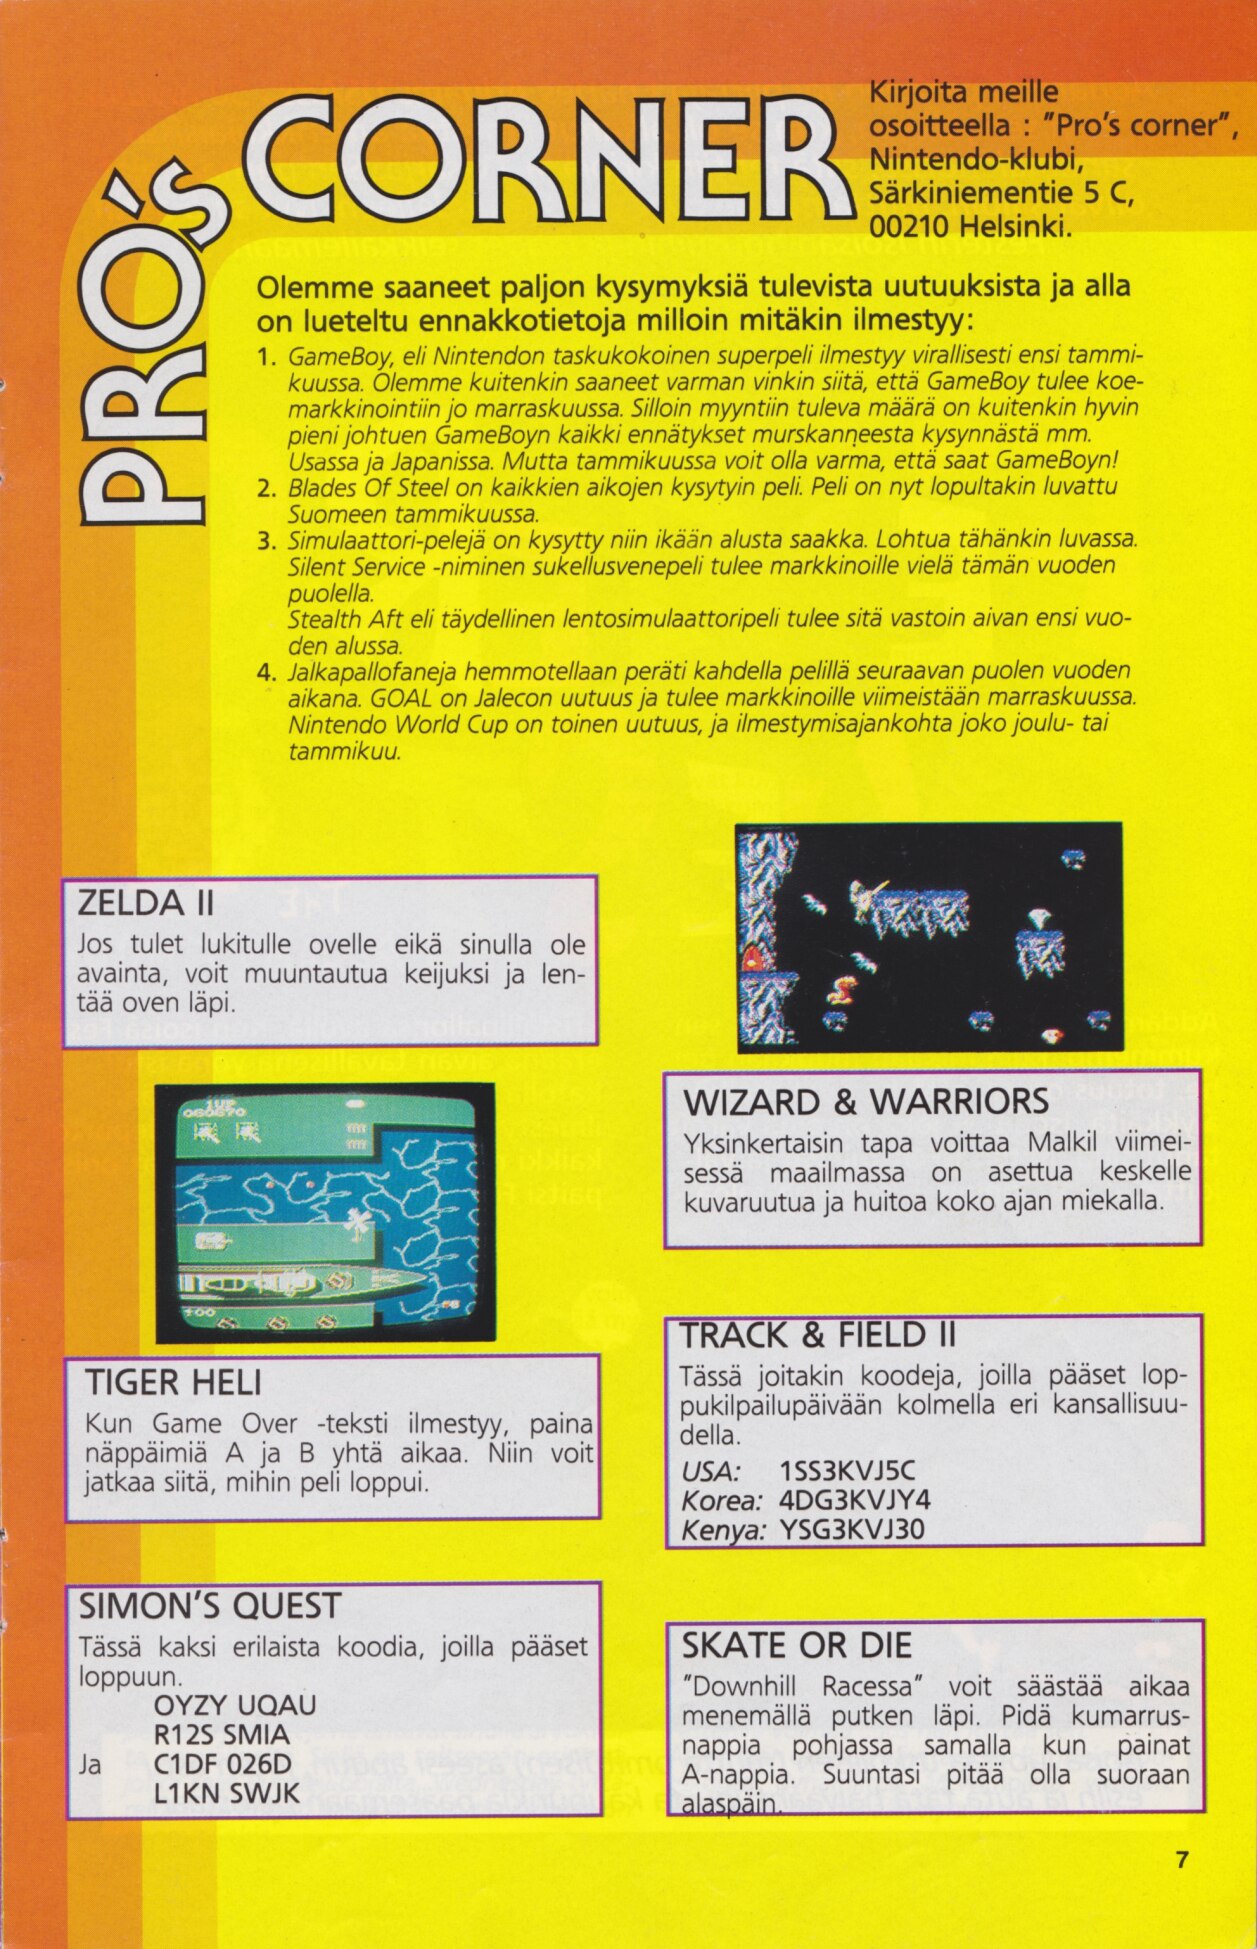 PRO's CORNER
Kirjoita meille
osoitteella : "Pro's corner",
Nintendo-klubi,
Särkiniementie 5 C,
00210 Helsinki.
Olemme saaneet paljon kysymyksiä tulevista uutuuksista ja alla
on lueteltu ennakkotietoja milloin mitäkin ilmestyy:
1. GameBoy, eli Nintendon taskukokoinen superpeli ilmestyy virallisesti ensi tammi-
kuussa. Olemme kuitenkin saaneet varman vinkin siitä, että GameBoy tulee koe-
markkinointiin jo marraskuussa. Silloin myyntiin tuleva määrä on kuitenkin hyvin
pieni johtuen GameBoyn kaikki ennätykset murskanneesta kysynnästä mm.
Usassa ja Japanissa. Mutta tammikuussa voit olla varma, että saat GameBoyn!
2. Blades Of Steel on kaikkien aikojen kysytyin peli. Peli on nyt lopultakin luvattu
Suomeen tammikuussa.
3. Simulaattori-pelejä on kysytty niin ikään alusta saakka. Lohtua tähänkin luvassa.
Silent Service -niminen sukellusvenepeli tulee markkinoille vielä tämän vuoden
puolella.
Stealth Aft eli täydellinen lentosimulaattoripeli tulee sitä vastoin aivan ensi vuo-
den alussa.
4. Jalkapallofaneja hemmotellaan peräti kahdella pelillä seuraavan puolen vuoden
aikana. GOAL on Jalecon uutuus ja tulee markkinoille viimeistään marraskuussa.
Nintendo World Cup on toinen uutuus, ja ilmestymisajankohta joko joulu- tai
tammikuu.
ZELDA II
Jos tulet lukitulle ovelle eikä sinulla ole
avainta, voit muuntautua keijuksi ja len-
tää oven läpi.
1UP
060670
TIGER HELI
Kun Game Over -teksti ilmestyy, paina
näppäimiä A ja B yhtä aikaa. Niin voit
jatkaa siitä, mihin peli loppui.
SIMON'S QUEST
Tässä kaksi erilaista koodia, joilla pääset
loppuun.
OYZY UQAU
R12S SMIA
Ja C1DF 026D
L1KN SWJK
WIZARD & WARRIORS
Yksinkertaisin tapa voittaa Malkil viimei-
sessä maailmassa on asettua keskelle
kuvaruutua ja huitoa koko ajan miekalla.
TRACK & FIELD II
Tässä joitakin koodeja, joilla pääset lop-
pukilpailupäivään kolmella eri kansallisuu-
della.
USA: 1SS3KVJ5C
Korea: 4DG3KVJY4
Kenya: YSG3KVJ30
SKATE OR DIE
"Downhill Racessa" voit säästää aikaa
menemällä putken läpi. Pidä kumarrus-
nappia pohjassa samalla kun painat
A-nappia. Suuntasi pitää olla suoraan
alaspäin.
7